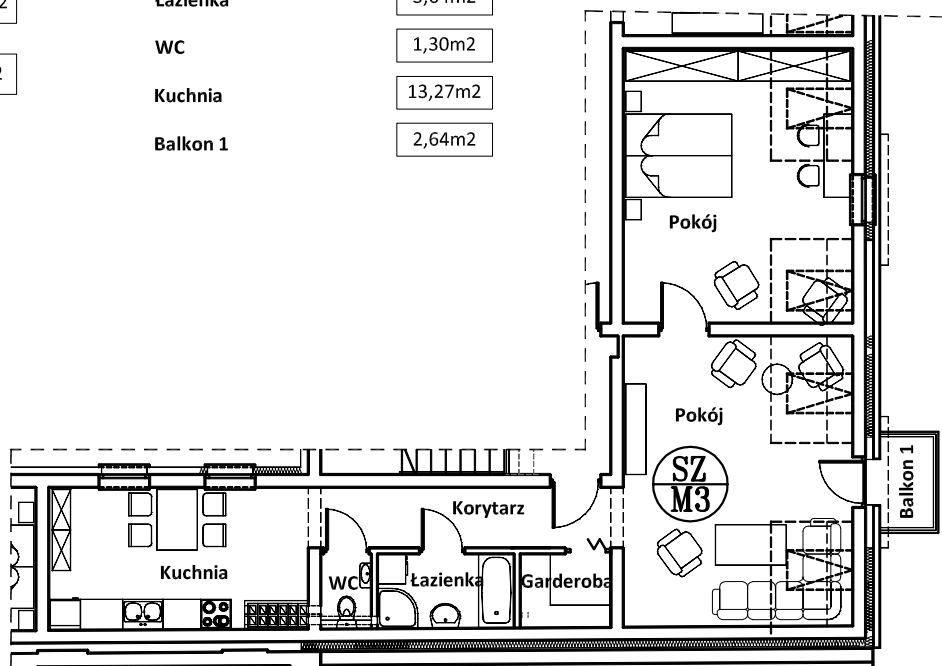 Łazienka
WC 1,30m2
Kuchnia 13,27m2
Balkon 1 2,64m2
Pokój
Pokój
SZ
M3
Balkon 1
Korytarz
Kuchnia
WC
Łazienka
Garderoba